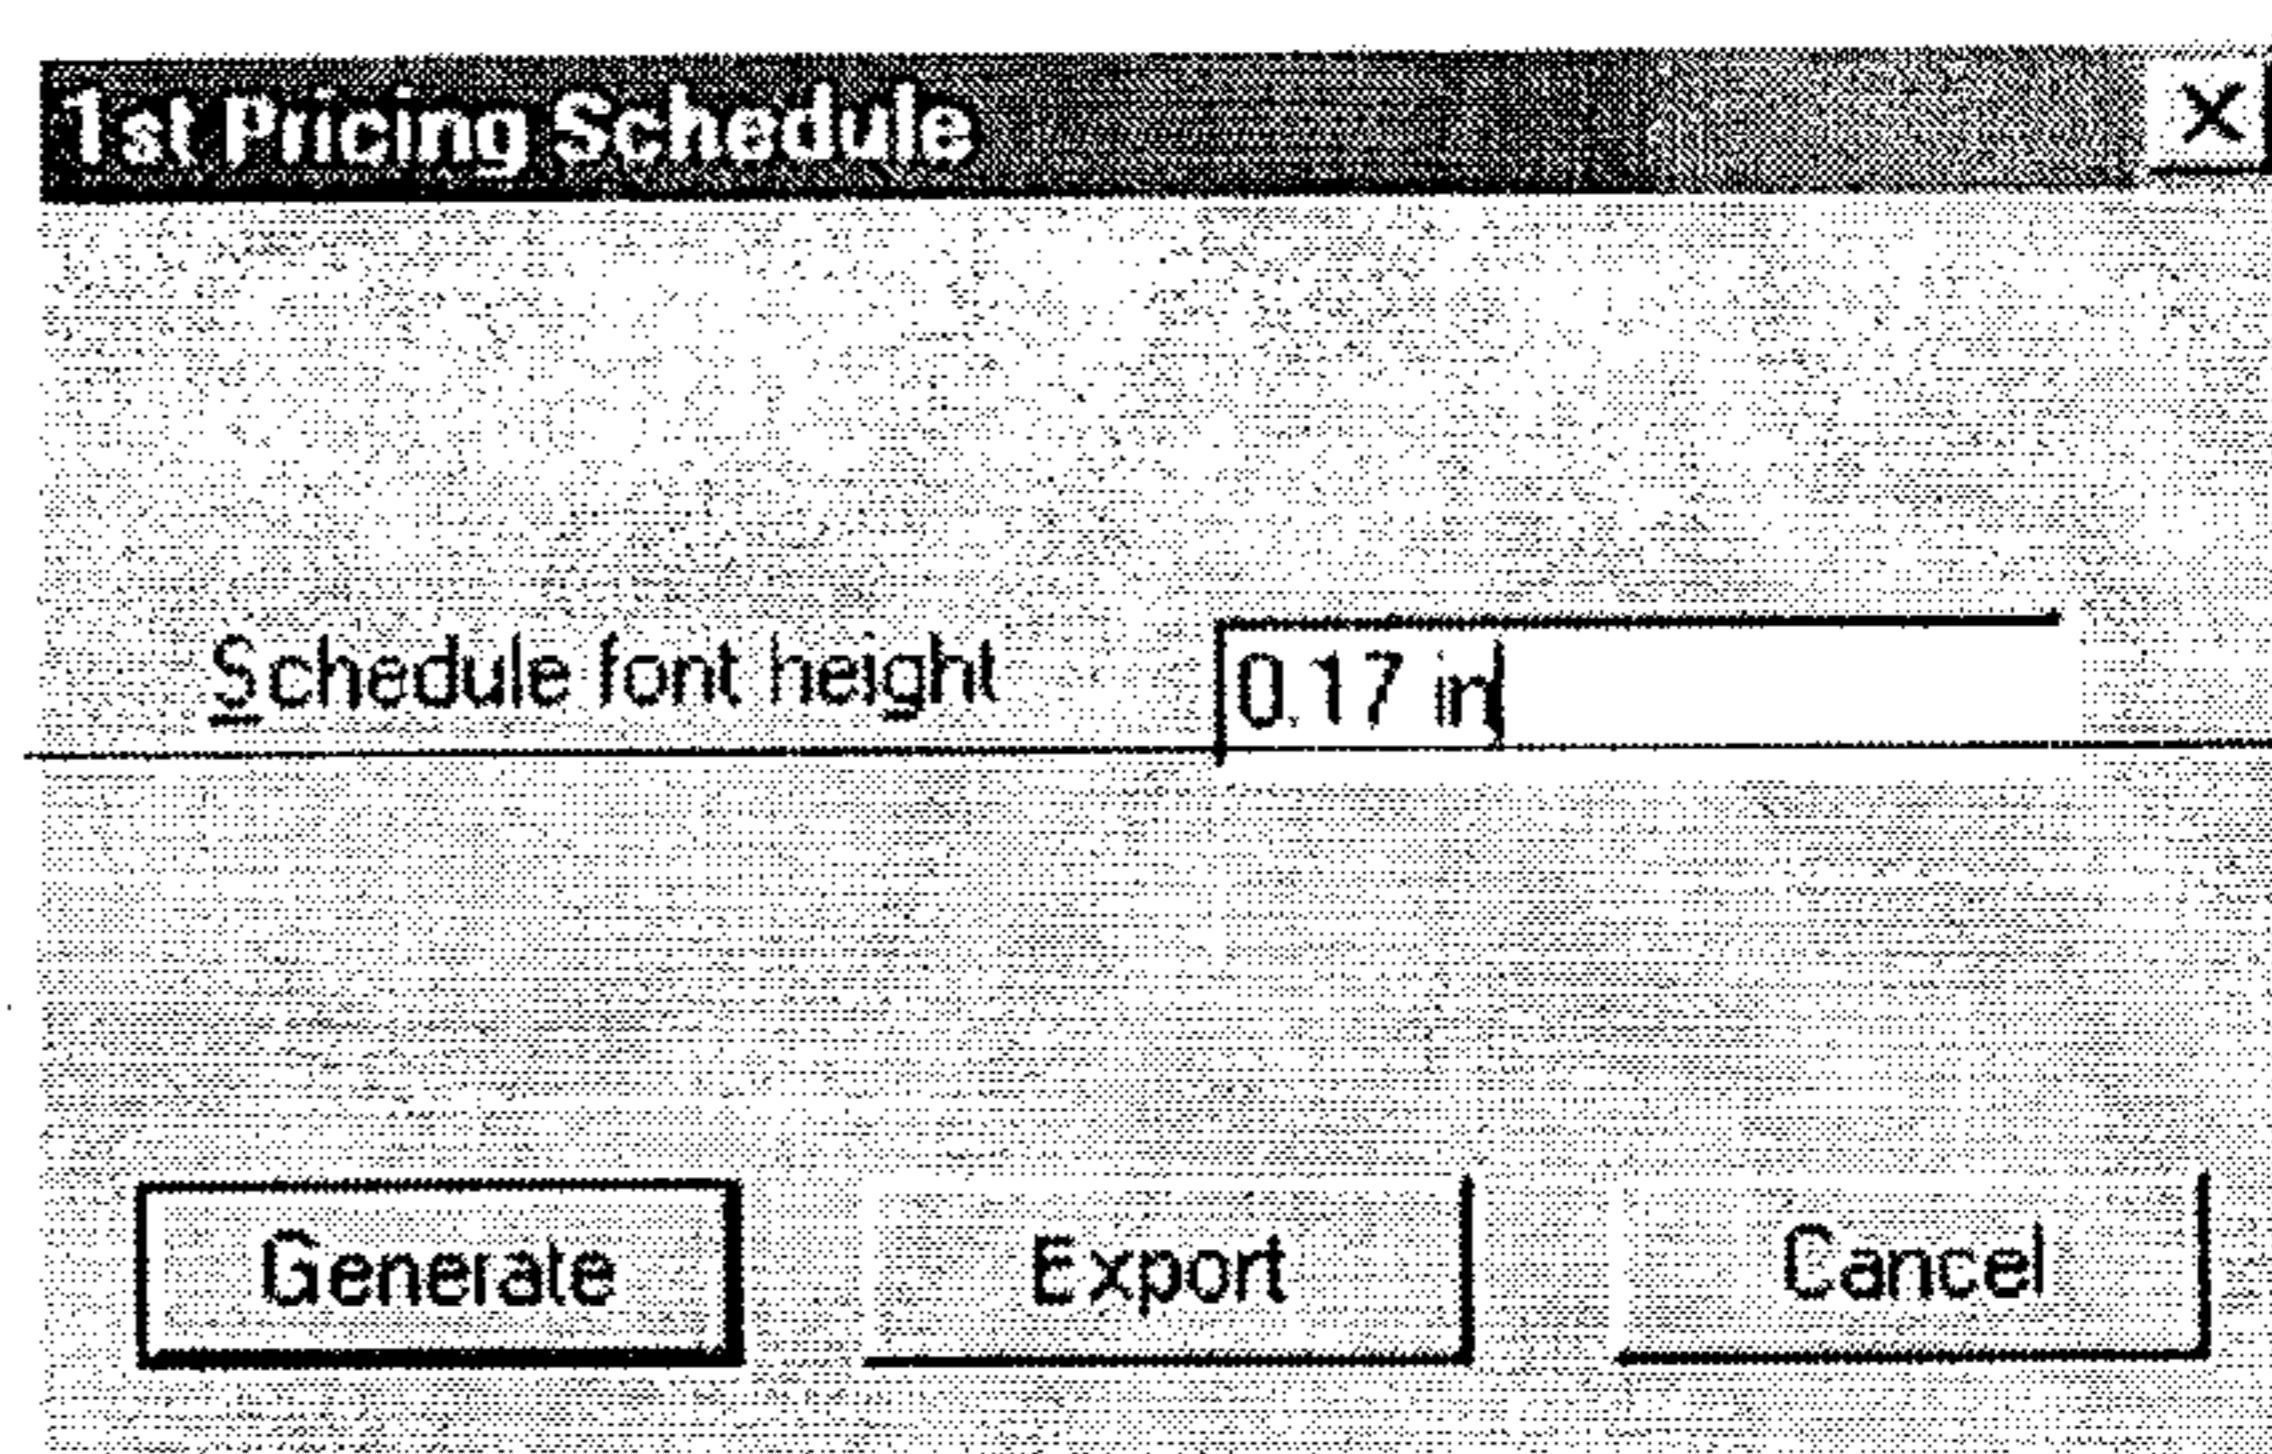 1st Pricing Schedule
Schedule font height 0.17 in
Generate Export Cancel